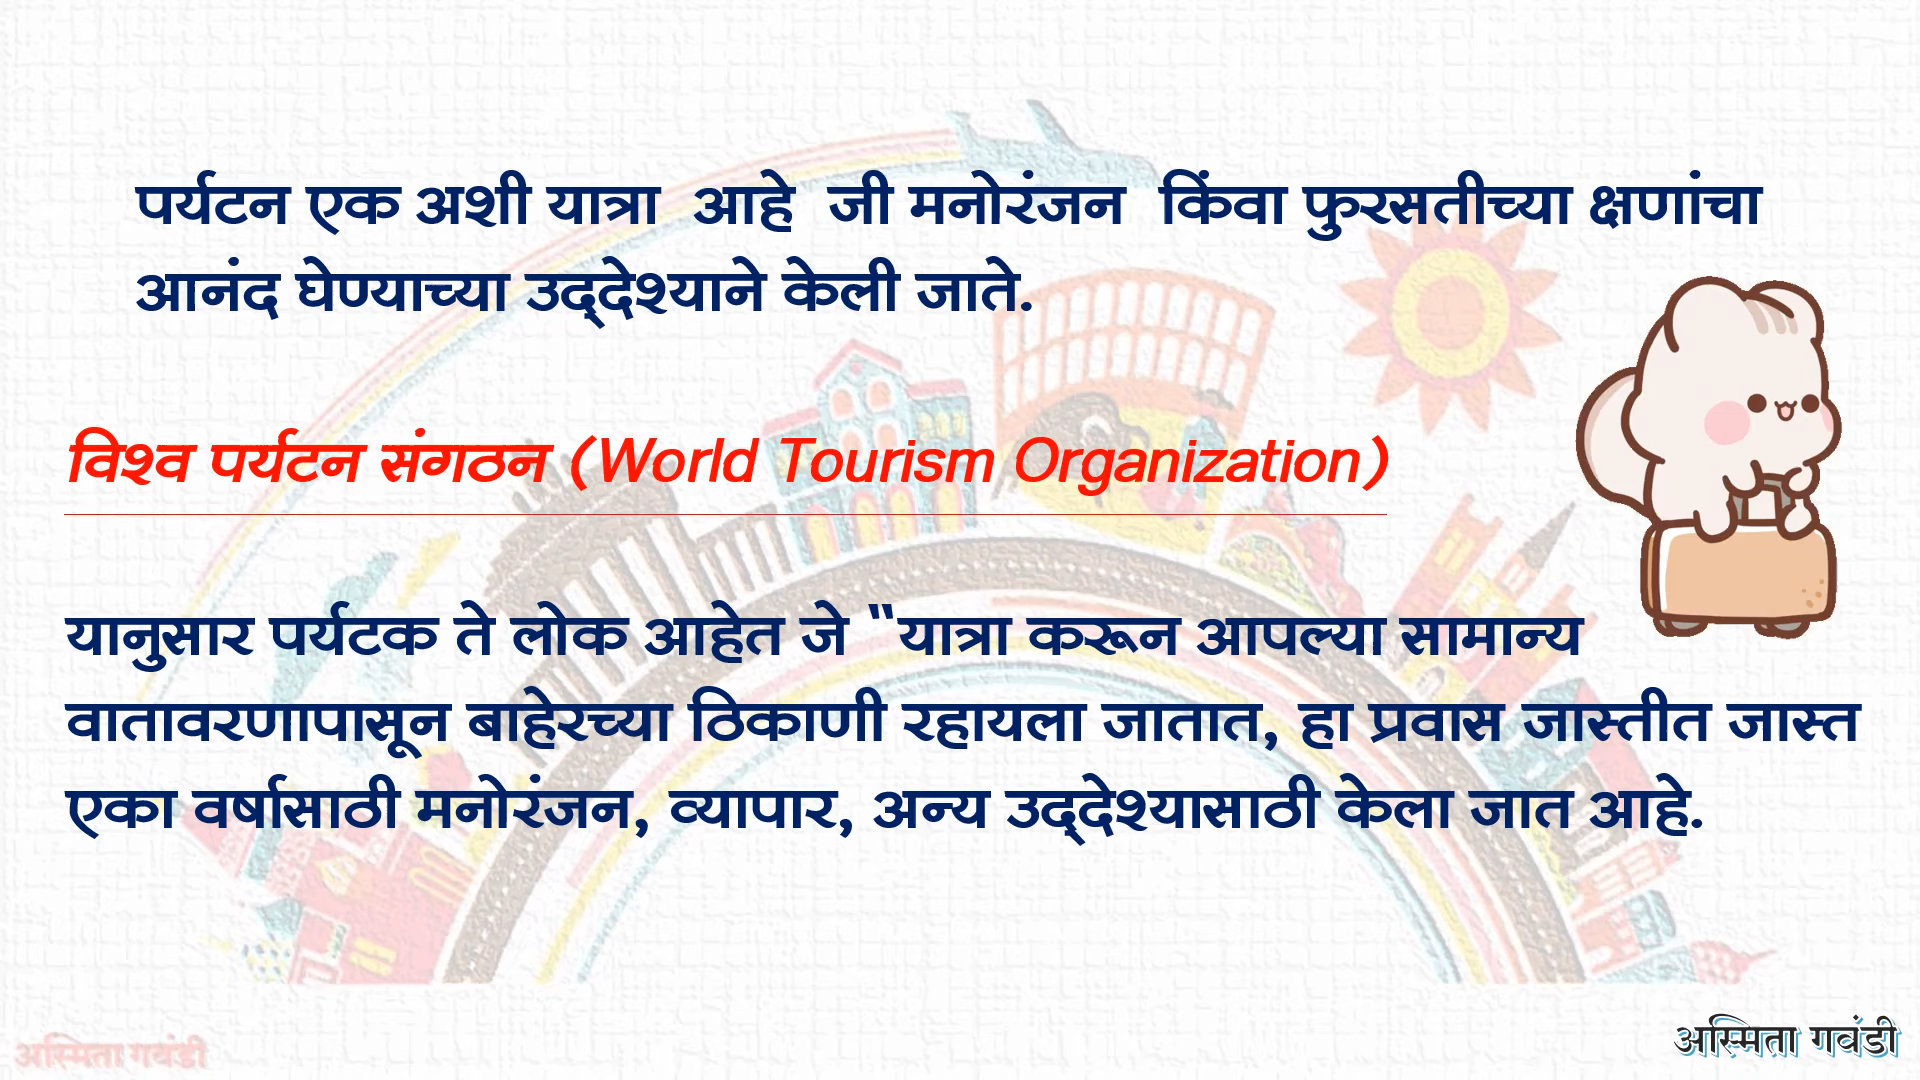 पर्यटन एक अशी यात्रा आहे जी मनोरंजन किंवा फुरसतीच्या क्षणांचा
आनंद घेण्याच्या उद्‌देश्याने केली जाते.
विश्व पर्यटन संगठन (World Tourism Organization)
यानुसार पर्यटक ते लोक आहेत जे "यात्रा करून आपल्या सामान्य
वातावरणापासून बाहेरच्या ठिकाणी रहायला जातात, हा प्रवास जास्तीत जास्त
एका वर्षासाठी मनोरंजन, व्यापार, अन्य उद्‌देश्यासाठी केला जात आहे.
अस्मिता गवंडी
अस्मिता गवंडी